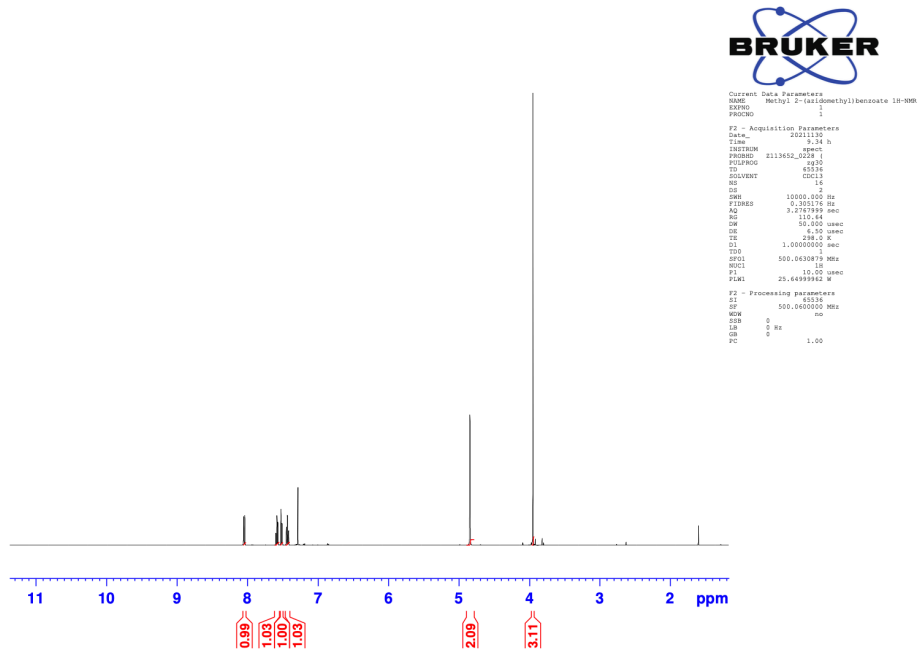 BRUKER
Current Data Parameters
NAME Methyl 2-(azidomethyl)benzoate 1H-NMR
EXPNO 1
PROCNO 1
F2 - Acquisition Parameters
Date_ 20211130
Time 9.34 h
INSTRUM spect
PROBHD Z113652_0228 (
PULPROG zg30
TD 65536
SOLVENT CDCl3
NS 16
DS 2
SWH 10000.000 Hz
FIDRES 0.305176 Hz
AQ 3.2767999 sec
RG 110.64
DW 50.000 usec
DE 6.50 usec
TE 298.0 K
D1 1.00000000 sec
TD0 1
SFO1 500.0630879 MHz
NUC1 1H
P1 10.00 usec
PLW1 25.64999962 W
F2 - Processing parameters
SI 65536
SF 500.0600000 MHz
WDW no
SSB 0
LB 0 Hz
GB 0
PC 1.00
11 10 9 8 7 6 5 4 3 2 ppm
0.99 1.03 1.00 1.03 2.09 3.11